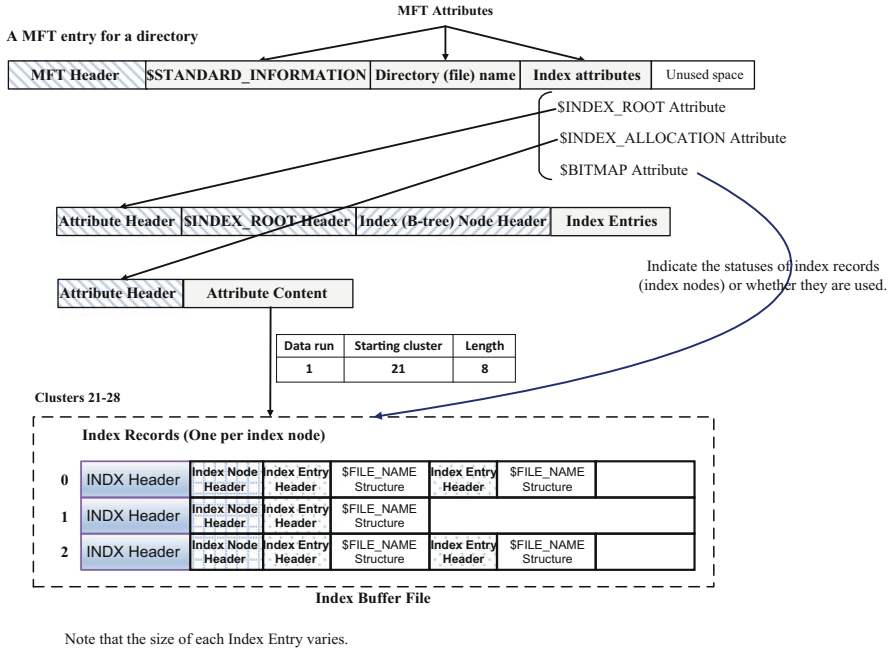 MFT Attributes
A MFT entry for a directory
MFT Header
$STANDARD_INFORMATION
Directory (file) name
Index attributes
Unused space
$INDEX_ROOT Attribute
$INDEX_ALLOCATION Attribute
$BITMAP Attribute
Attribute Header
$INDEX_ROOT Header
Index (B-tree) Node Header
Index Entries
Indicate the statuses of index records
(index nodes) or whether they are used.
Attribute Header
Attribute Content
Data run
Starting cluster
Length
1
21
8
Clusters 21-28
Index Records (One per index node)
0
INDX Header
Index Node
Header
Index Entry
Header
$FILE_NAME
Structure
Index Entry
Header
$FILE_NAME
Structure
1
INDX Header
Index Node
Header
Index Entry
Header
$FILE_NAME
Structure
2
INDX Header
Index Node
Header
Index Entry
Header
$FILE_NAME
Structure
Index Entry
Header
$FILE_NAME
Structure
Index Buffer File
Note that the size of each Index Entry varies.